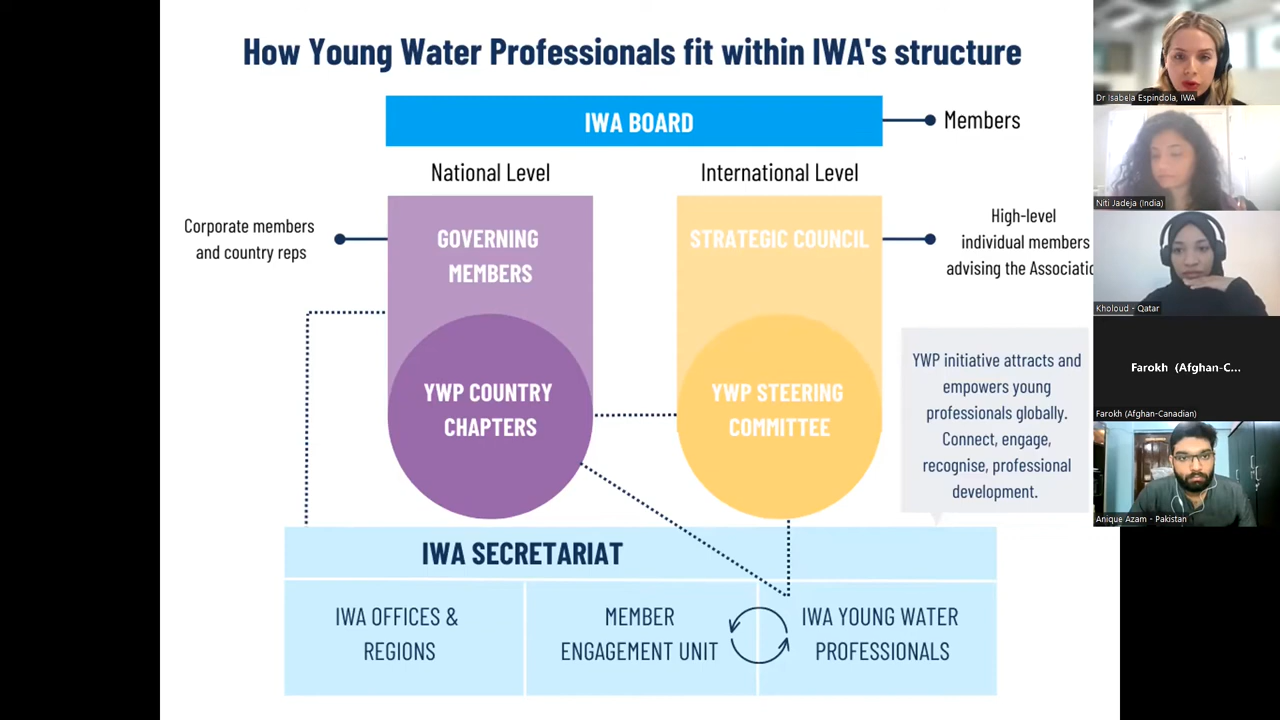 How Young Water Professionals fit within IWA's structure
IWA BOARD
Members
National Level
International Level
Corporate members
and country reps
GOVERNING
MEMBERS
STRATEGIC COUNCIL
High-level
individual members
advising the Associatio
YWP COUNTRY
CHAPTERS
YWP STEERING
COMMITTEE
YWP initiative attracts and
empowers young
professionals globally.
Connect, engage,
recognise, professional
development.
IWA SECRETARIAT
IWA OFFICES &
REGIONS
MEMBER
ENGAGEMENT UNIT
IWA YOUNG WATER
PROFESSIONALS
Dr Isabela Espindola, IWA
Niti Jadeja (India)
Kholoud - Qatar
Farokh (Afghan-C...
Farokh (Afghan-Canadian)
Anique Azam - Pakistan